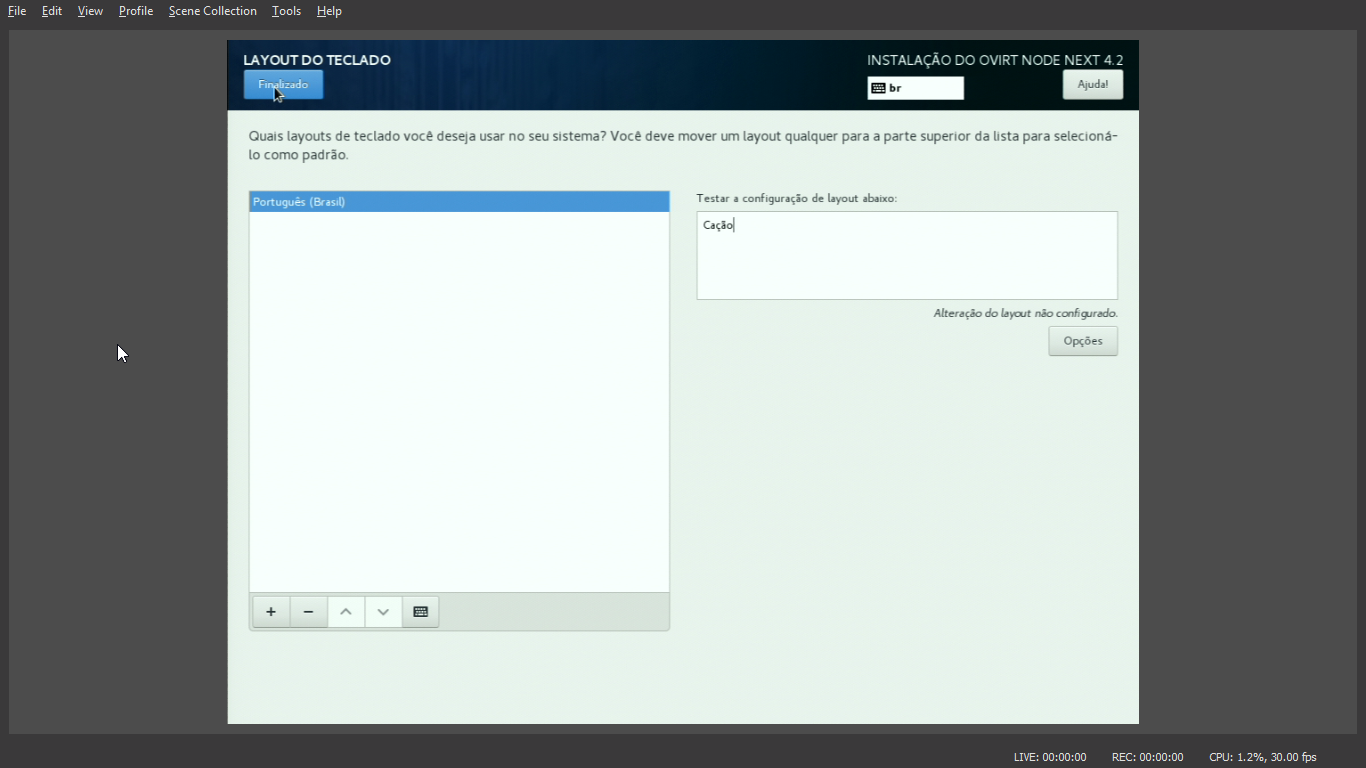 File Edit View Profile Scene Collection Tools Help
LAYOUT DO TECLADO
INSTALAÇÃO DO OVIRT NODE NEXT 4.2
Finalizado
br
Ajuda!
Quais layouts de teclado você deseja usar no seu sistema? Você deve mover um layout qualquer para a parte superior da lista para selecioná-
lo como padrão.
Português (Brasil)
Testar a configuração de layout abaixo:
Cação
Alteração do layout não configurado.
Opções
LIVE: 00:00:00 REC: 00:00:00 CPU: 1.2%, 30.00 fps